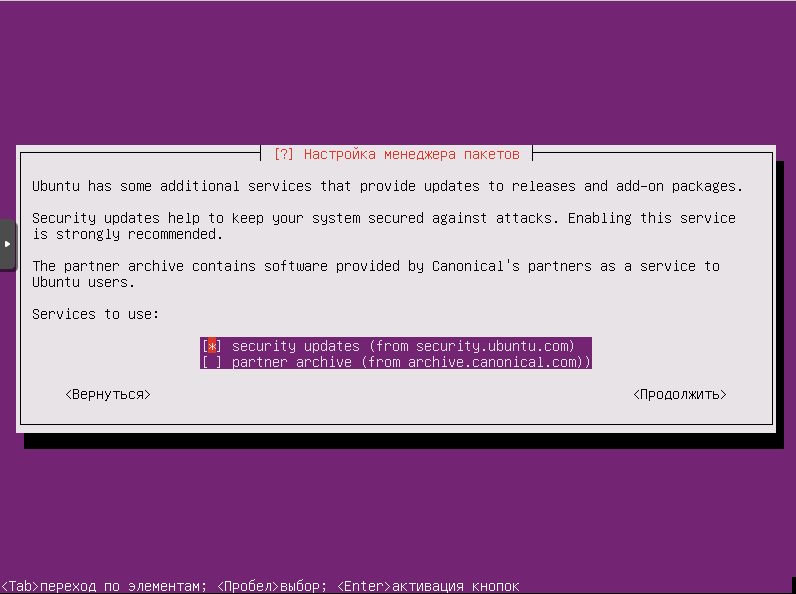 [?] Настройка менеджера пакетов
Ubuntu has some additional services that provide updates to releases and add-on packages.
Security updates help to keep your system secured against attacks. Enabling this service
is strongly recommended.
The partner archive contains software provided by Canonical's partners as a service to
Ubuntu users.
Services to use:
[*] security updates (from security.ubuntu.com)
[ ] partner archive (from archive.canonical.com))
<Вернуться> <Продолжить>
<Tab>переход по элементам; <Пробел>выбор; <Enter>активация кнопок